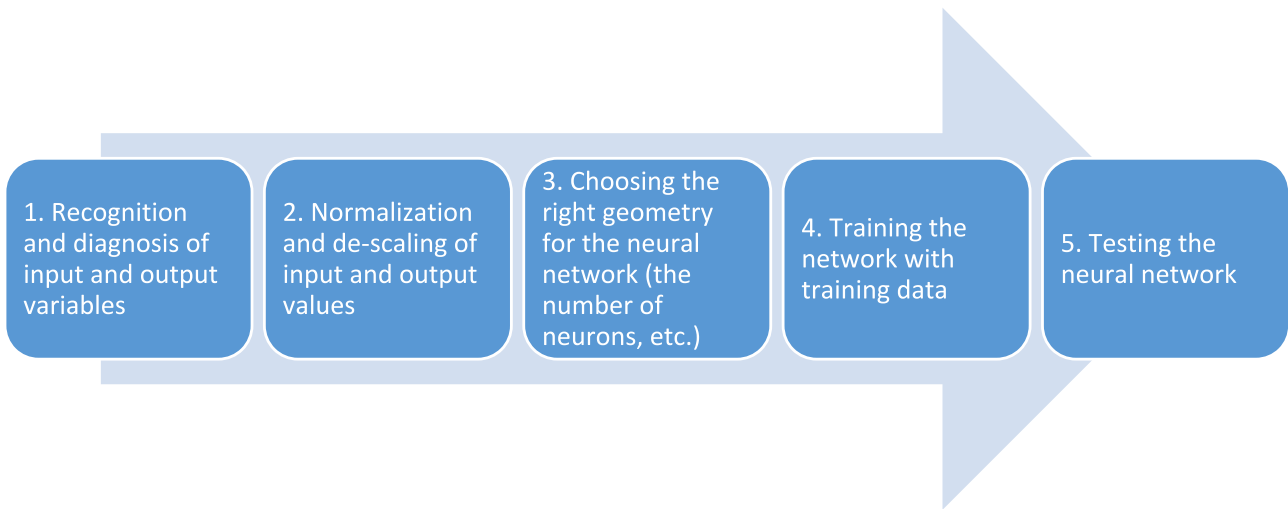 1. Recognition
and diagnosis of
input and output
variables
2. Normalization
and de-scaling of
input and output
values
3. Choosing the
right geometry
for the neural
network (the
number of
neurons, etc.)
4. Training the
network with
training data
5. Testing the
neural network